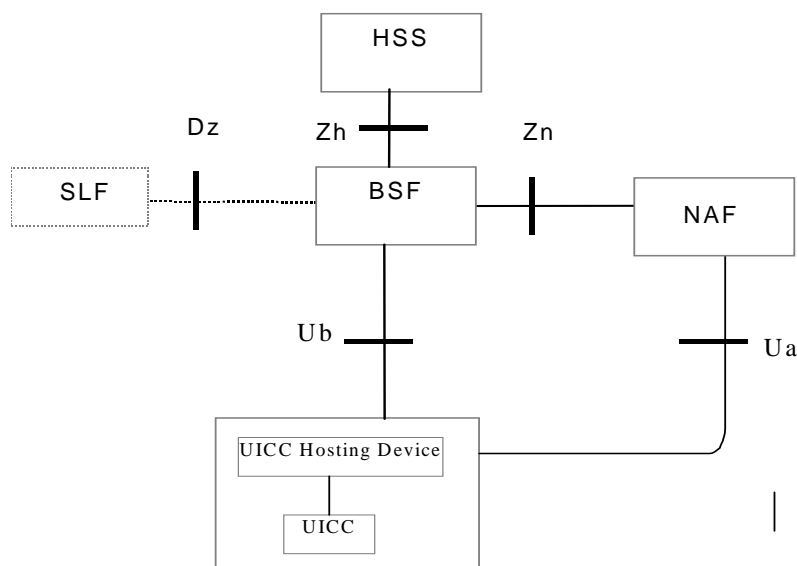 HSS
Dz
Zh
Zn
SLF
BSF
NAF
Ub
Ua
UICC Hosting Device
UICC